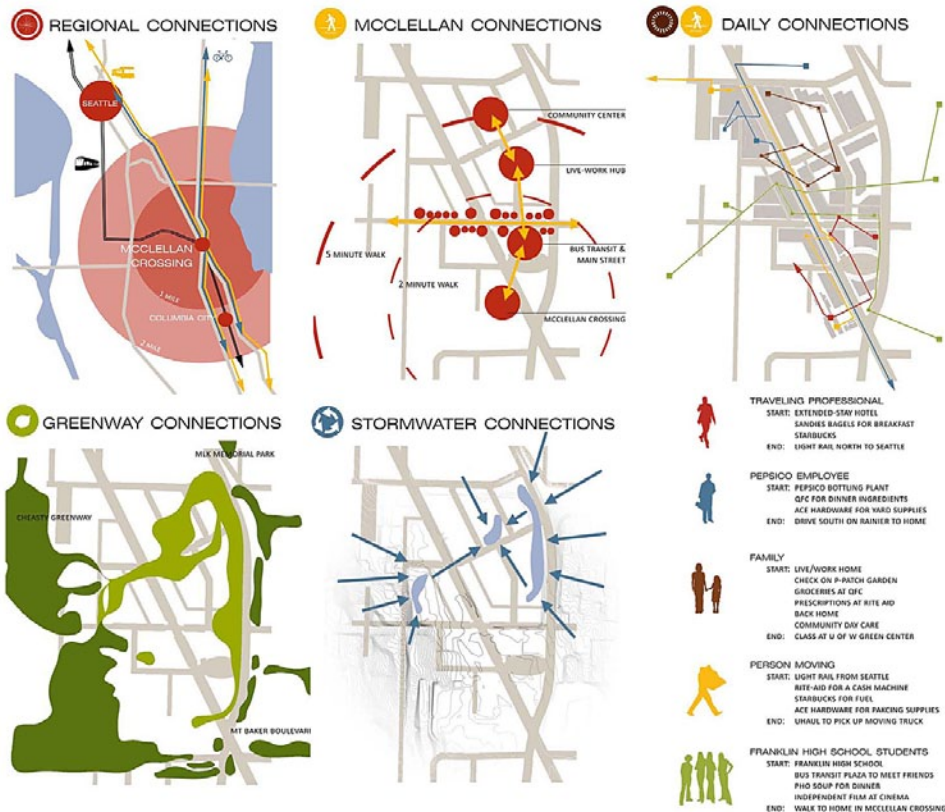 REGIONAL CONNECTIONS
SEATTLE
MCCLELLAN
CROSSING
1 MILE
COLUMBIA CITY
2 MILE
MCCLELLAN CONNECTIONS
COMMUNITY CENTER
LIVE-WORK HUB
5 MINUTE WALK
BUS TRANSIT &
MAIN STREET
2 MINUTE WALK
MCCLELLAN CROSSING
DAILY CONNECTIONS
GREENWAY CONNECTIONS
MLK MEMORIAL PARK
CHEASTY GREENWAY
MT BAKER BOULEVARD
STORMWATER CONNECTIONS
TRAVELING PROFESSIONAL
START: EXTENDED-STAY HOTEL
SANDIES BAGELS FOR BREAKFAST
STARBUCKS
END: LIGHT RAIL NORTH TO SEATTLE
PEPSICO EMPLOYEE
START: PEPSICO BOTTLING PLANT
QFC FOR DINNER INGREDIENTS
ACE HARDWARE FOR YARD SUPPLIES
END: DRIVE SOUTH ON RAINIER TO HOME
FAMILY
START: LIVE/WORK HOME
CHECK ON P-PATCH GARDEN
GROCERIES AT QFC
PRESCRIPTIONS AT RITE AID
BACK HOME
COMMUNITY DAY CARE
END: CLASS AT U OF W GREEN CENTER
PERSON MOVING
START: LIGHT RAIL FROM SEATTLE
RITE-AID FOR A CASH MACHINE
STARBUCKS FOR FUEL
ACE HARDWARE FOR PAKCING SUPPLIES
END: UHAUL TO PICK UP MOVING TRUCK
FRANKLIN HIGH SCHOOL STUDENTS
START: FRANKLIN HIGH SCHOOL
BUS TRANSIT PLAZA TO MEET FRIENDS
PHO SOUP FOR DINNER
INDEPENDENT FILM AT CINEMA
END: WALK TO HOME IN MCCLELLAN CROSSING